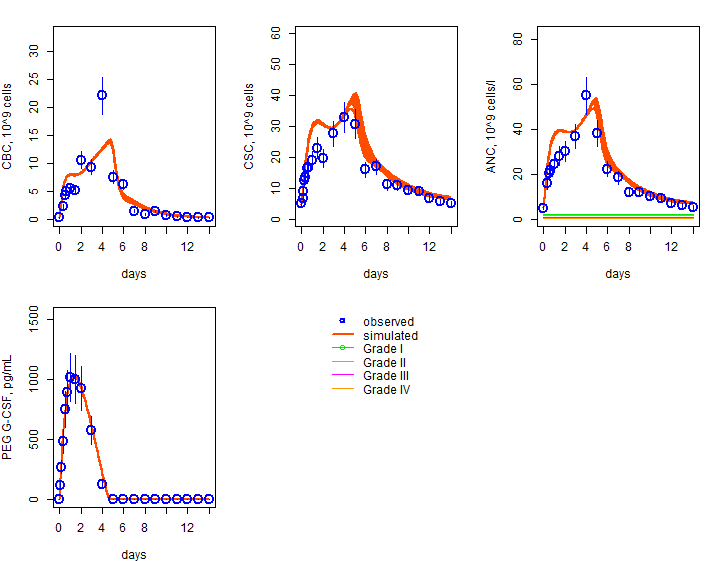 CBC, 10^9 cells
35
30
25
20
15
10
5
0
0 2 4 6 8 12
days
CSC, 10^9 cells
60
50
40
30
20
10
0
0 2 4 6 8 12
days
ANC, 10^9 cells/l
80
60
40
20
0
0 2 4 6 8 12
days
PEG G-CSF, pg/mL
1500
1000
500
0
0 2 4 6 8 12
days
observed
simulated
Grade I
Grade II
Grade III
Grade IV